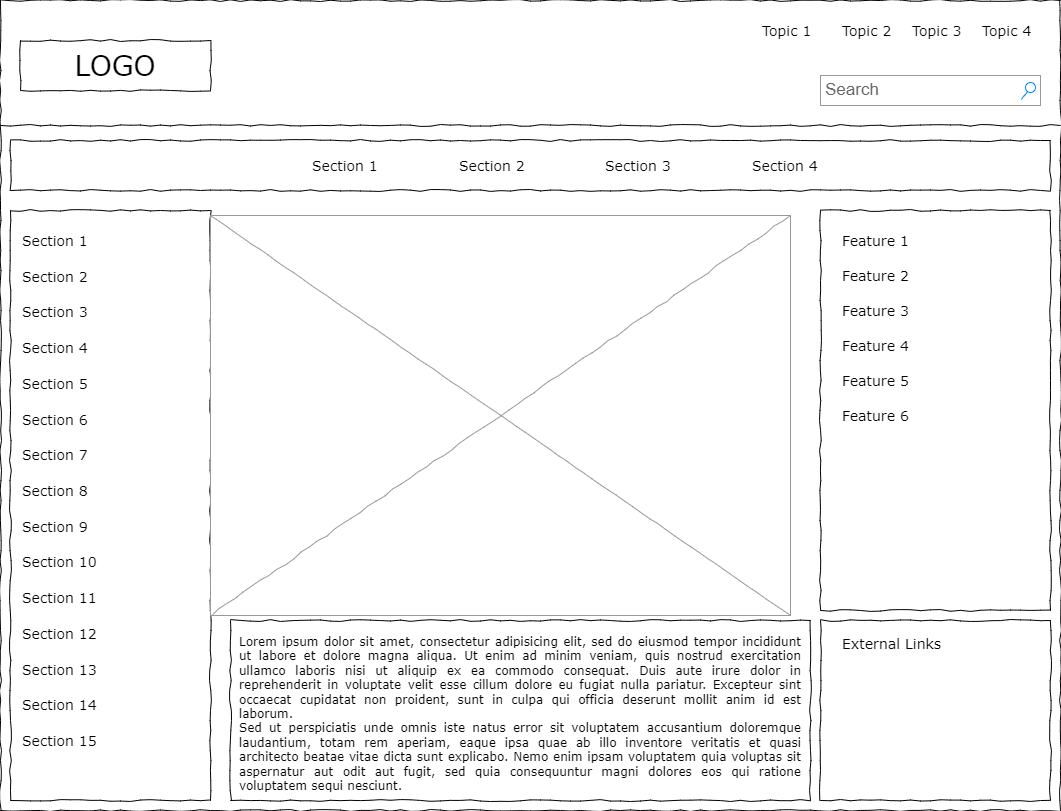 Topic 1
Topic 2
Topic 3
Topic 4
LOGO
Search
Section 1
Section 2
Section 3
Section 4
Section 1
Section 2
Section 3
Section 4
Section 5
Section 6
Section 7
Section 8
Section 9
Section 10
Section 11
Section 12
Section 13
Section 14
Section 15
Lorem ipsum dolor sit amet, consectetur adipisicing elit, sed do eiusmod tempor incididunt
ut labore et dolore magna aliqua. Ut enim ad minim veniam, quis nostrud exercitation
ullamco laboris nisi ut aliquip ex ea commodo consequat. Duis aute irure dolor in
reprehenderit in voluptate velit esse cillum dolore eu fugiat nulla pariatur. Excepteur sint
occaecat cupidatat non proident, sunt in culpa qui officia deserunt mollit anim id est
laborum.
Sed ut perspiciatis unde omnis iste natus error sit voluptatem accusantium doloremque
laudantium, totam rem aperiam, eaque ipsa quae ab illo inventore veritatis et quasi
architecto beatae vitae dicta sunt explicabo. Nemo enim ipsam voluptatem quia voluptas sit
aspernatur aut odit aut fugit, sed quia consequuntur magni dolores eos qui ratione
voluptatem sequi nesciunt.
Feature 1
Feature 2
Feature 3
Feature 4
Feature 5
Feature 6
External Links